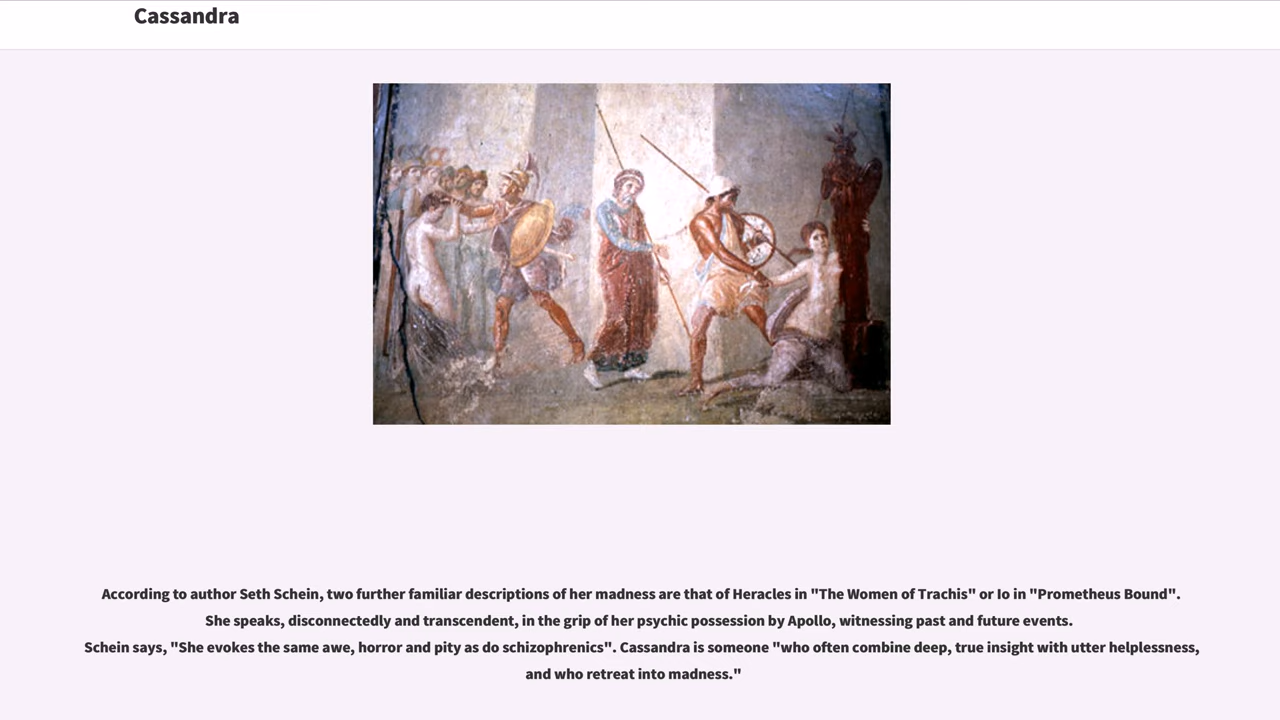 Cassandra
According to author Seth Schein, two further familiar descriptions of her madness are that of Heracles in "The Women of Trachis" or Io in "Prometheus Bound".
She speaks, disconnectedly and transcendent, in the grip of her psychic possession by Apollo, witnessing past and future events.
Schein says, "She evokes the same awe, horror and pity as do schizophrenics". Cassandra is someone "who often combine deep, true insight with utter helplessness,
and who retreat into madness."